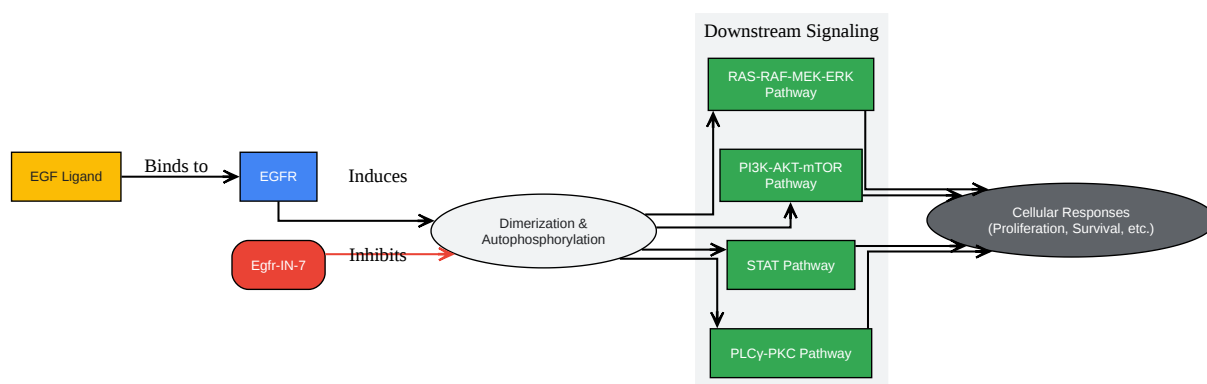 Downstream Signaling
RAS-RAF-MEK-ERK
Pathway
EGF Ligand
Binds to
EGFR
Induces
PI3K-AKT-mTOR
Pathway
Dimerization &
Autophosphorylation
Cellular Responses
(Proliferation, Survival, etc.)
Egfr-IN-7
Inhibits
STAT Pathway
PLCγ-PKC Pathway